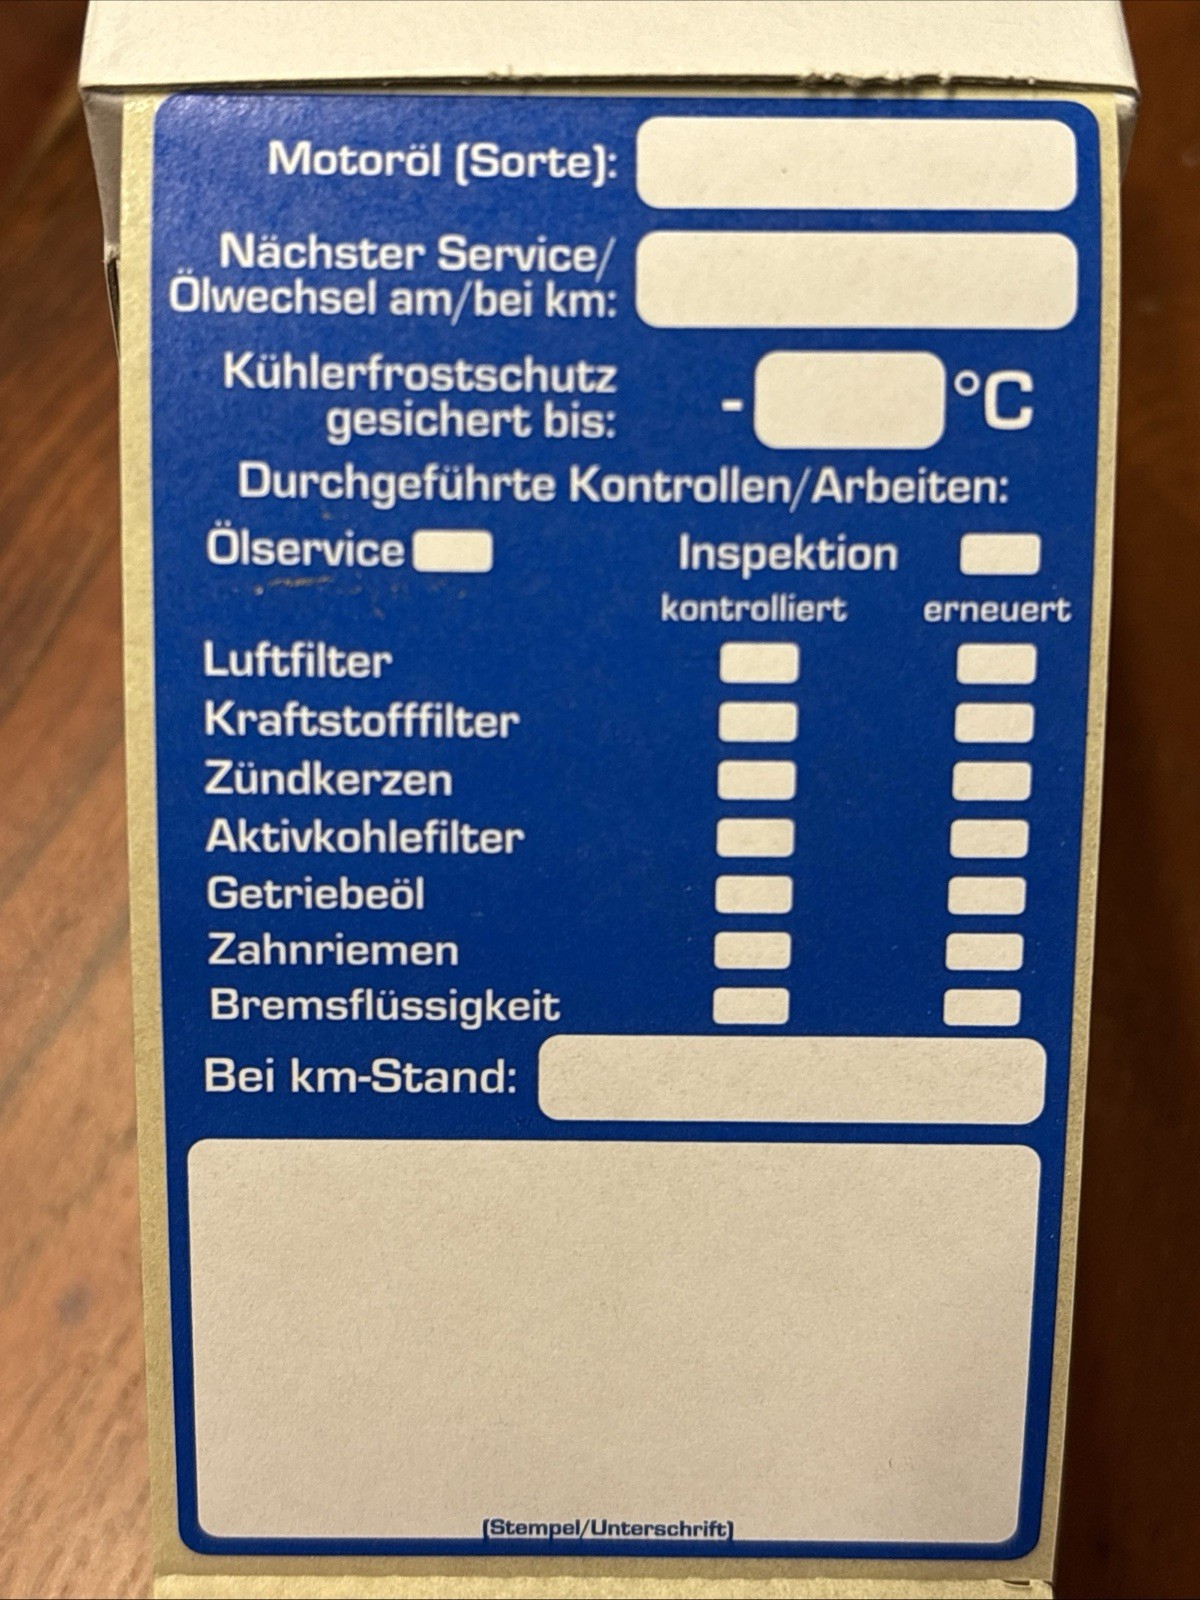 Motoröl (Sorte):
Nächster Service/
Ölwechsel am/bei km:
Kühlerfrostschutz
gesichert bis: - °C
Durchgeführte Kontrollen/Arbeiten:
Ölservice Inspektion
kontrolliert erneuert
Luftfilter
Kraftstofffilter
Zündkerzen
Aktivkohlefilter
Getriebeöl
Zahnriemen
Bremsflüssigkeit
Bei km-Stand:
(Stempel/Unterschrift)